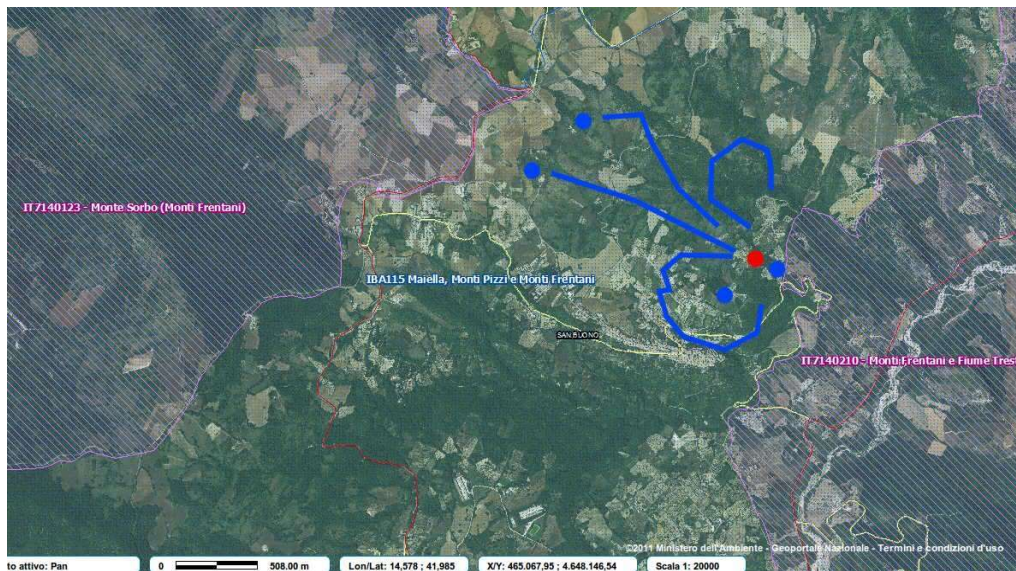 IT7140123 - Monte Sorbo (Monti Frentani)
IBA115 Maiella, Monti Pizzi e Monti Frentani
SAN BUONO
IT7140210 - Monti Frentani e Fiume Trest
©2011 Ministero dell'Ambiente - Geoportale Nazionale - Termini e condizioni d'uso
to attivo: Pan
0 508.00 m
Lon/Lat: 14,578 ; 41,985
X/Y: 465.067,95 ; 4.648.146,54
Scala 1: 20000